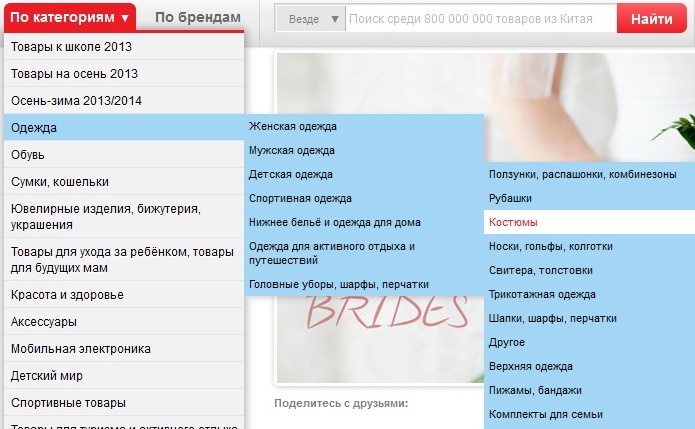 По категориям ▼
По брендам
Везде ▼
Поиск среди 800 000 000 товаров из Китая
Найти
Товары к школе 2013
Товары на осень 2013
Осень-зима 2013/2014
Одежда
Обувь
Сумки, кошельки
Ювелирные изделия, бижутерия,
украшения
Товары для ухода за ребёнком, товары
для будущих мам
Красота и здоровье
Аксессуары
Мобильная электроника
Детский мир
Спортивные товары
Товары для туризма и активного отдыха
Женская одежда
Мужская одежда
Детская одежда
Спортивная одежда
Нижнее бельё и одежда для дома
Одежда для активного отдыха и
путешествий
Головные уборы, шарфы, перчатки
Ползунки, распашонки, комбинезоны
Рубашки
Костюмы
Носки, гольфы, колготки
Свитера, толстовки
Трикотажная одежда
Шапки, шарфы, перчатки
Другое
Верхняя одежда
Пижамы, бандажи
Комплекты для семьи
BRIDES
Поделитесь с друзьями: